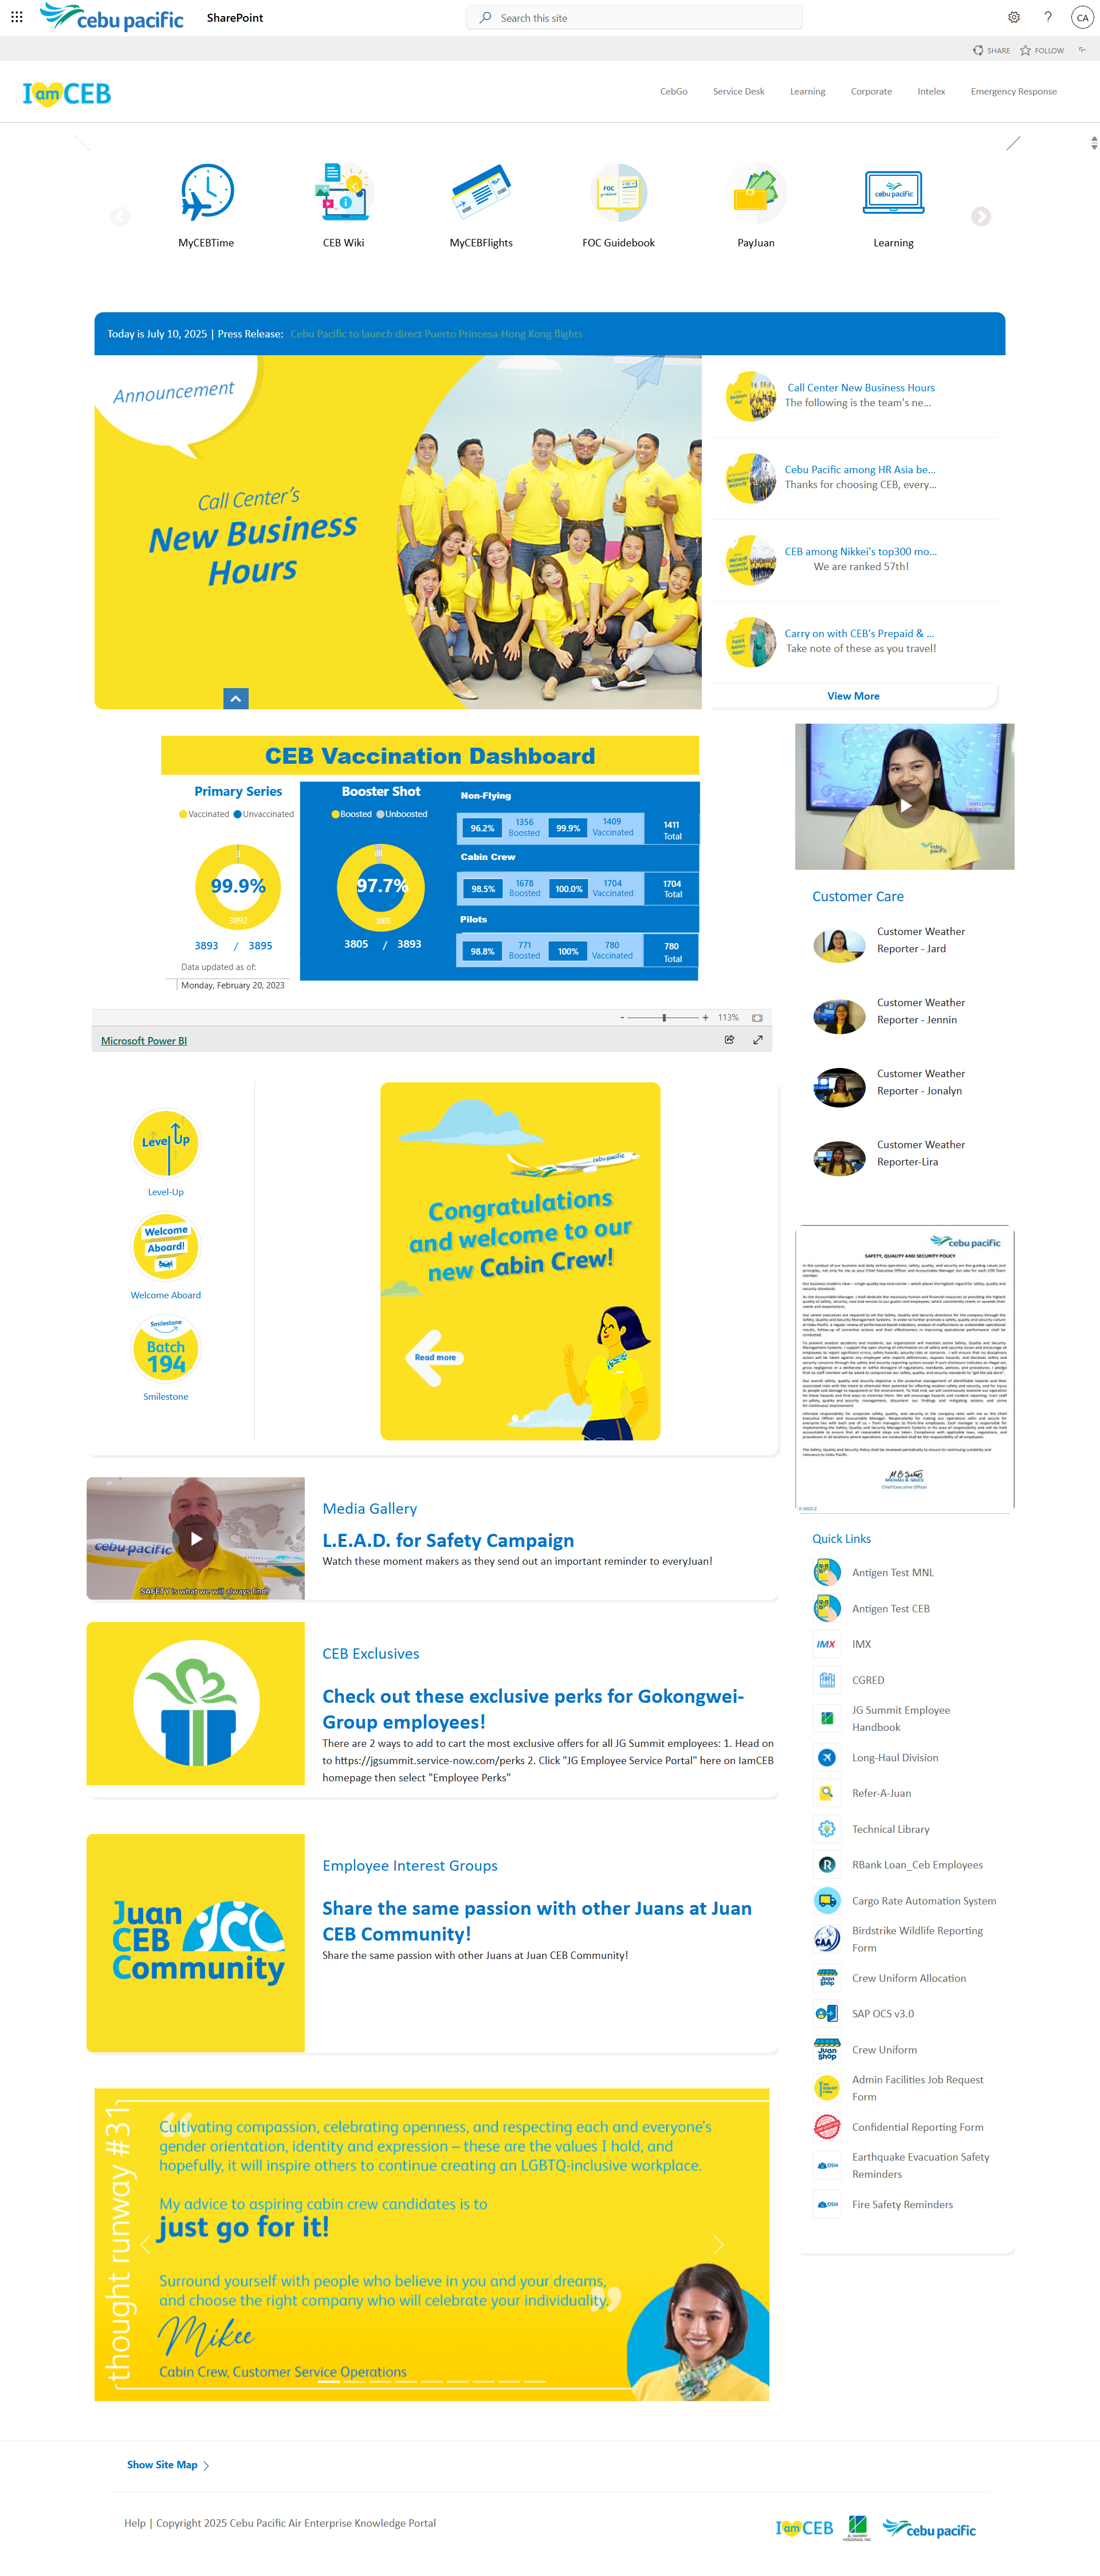 cebu pacific
SharePoint
Search this site
CA
SHARE
FOLLOW
I am CEB
CebGo
Service Desk
Learning
Corporate
Intelex
Emergency Response
FOC
cebu pacific
MyCEBTime
CEB Wiki
MyCEBFlights
FOC Guidebook
PayJuan
Learning
Today is July 10, 2025 | Press Release: Cebu Pacific to launch direct Puerto Princesa-Hong Kong flights
Announcement
Call Center's
New Business
Hours
Call Center New Business Hours
The following is the team's ne...
Cebu Pacific among HR Asia be...
Thanks for choosing CEB, every...
CEB among Nikkei's top300 mo...
We are ranked 57th!
Carry on with CEB's Prepaid & ...
Take note of these as you travel!
View More
CEB Vaccination Dashboard
Primary Series
Vaccinated
Unvaccinated
3
99.9%
3892
3893 / 3895
Data updated as of:
Monday, February 20, 2023
Booster Shot
Boosted
Unboosted
88
97.7%
3805
3805 / 3893
Non-Flying
96.2%
1356
Boosted
99.9%
1409
Vaccinated
1411
Total
Cabin Crew
98.5%
1678
Boosted
100.0%
1704
Vaccinated
1704
Total
Pilots
98.8%
771
Boosted
100%
780
Vaccinated
780
Total
- + 113%
Microsoft Power BI
cebu pacific
Customer Care
Customer Weather
Reporter - Jard
Customer Weather
Reporter - Jennin
Customer Weather
Reporter - Jonalyn
Customer Weather
Reporter-Lira
Level Up
Level-Up
Welcome
Aboard!
Welcome Aboard
Smilestone
Batch
194
Smilestone
cebu pacific
Congratulations
and welcome to our
new Cabin Crew!
Read more
cebu pacific
SAFETY, QUALITY AND SECURITY POLICY
Chief Executive Officer
cebu pacific
SAFETY is what we will always find!
Media Gallery
L.E.A.D. for Safety Campaign
Watch these moment makers as they send out an important reminder to everyJuan!
CEB Exclusives
Check out these exclusive perks for Gokongwei-
Group employees!
There are 2 ways to add to cart the most exclusive offers for all JG Summit employees: 1. Head on
to https://jgsummit.service-now.com/perks 2. Click "JG Employee Service Portal" here on IamCEB
homepage then select "Employee Perks"
Juan
CEB
Community
JCC
Employee Interest Groups
Share the same passion with other Juans at Juan
CEB Community!
Share the same passion with other Juans at Juan CEB Community!
Quick Links
Antigen Test MNL
Antigen Test CEB
IMX
IMX
CGRED
JG Summit Employee
Handbook
Long-Haul Division
Refer-A-Juan
Technical Library
R
RBank Loan_Ceb Employees
Cargo Rate Automation System
CAA
Birdstrike Wildlife Reporting
Form
Juan
Shop
Crew Uniform Allocation
SAP OCS v3.0
Juan
Shop
Crew Uniform
Admin Facilities Job Request
Form
Confidential Reporting Form
OSH
Earthquake Evacuation Safety
Reminders
OSH
Fire Safety Reminders
thought runway #31
Cultivating compassion, celebrating openness, and respecting each and everyone's
gender orientation, identity and expression – these are the values I hold, and
hopefully, it will inspire others to continue creating an LGBTQ-inclusive workplace.
My advice to aspiring cabin crew candidates is to
just go for it!
Surround yourself with people who believe in you and your dreams,
and choose the right company who will celebrate your individuality.
Mikee
Cabin Crew, Customer Service Operations
Show Site Map
Help | Copyright 2025 Cebu Pacific Air Enterprise Knowledge Portal
I am CEB
JG SUMMIT
HOLDINGS, INC.
cebu pacific